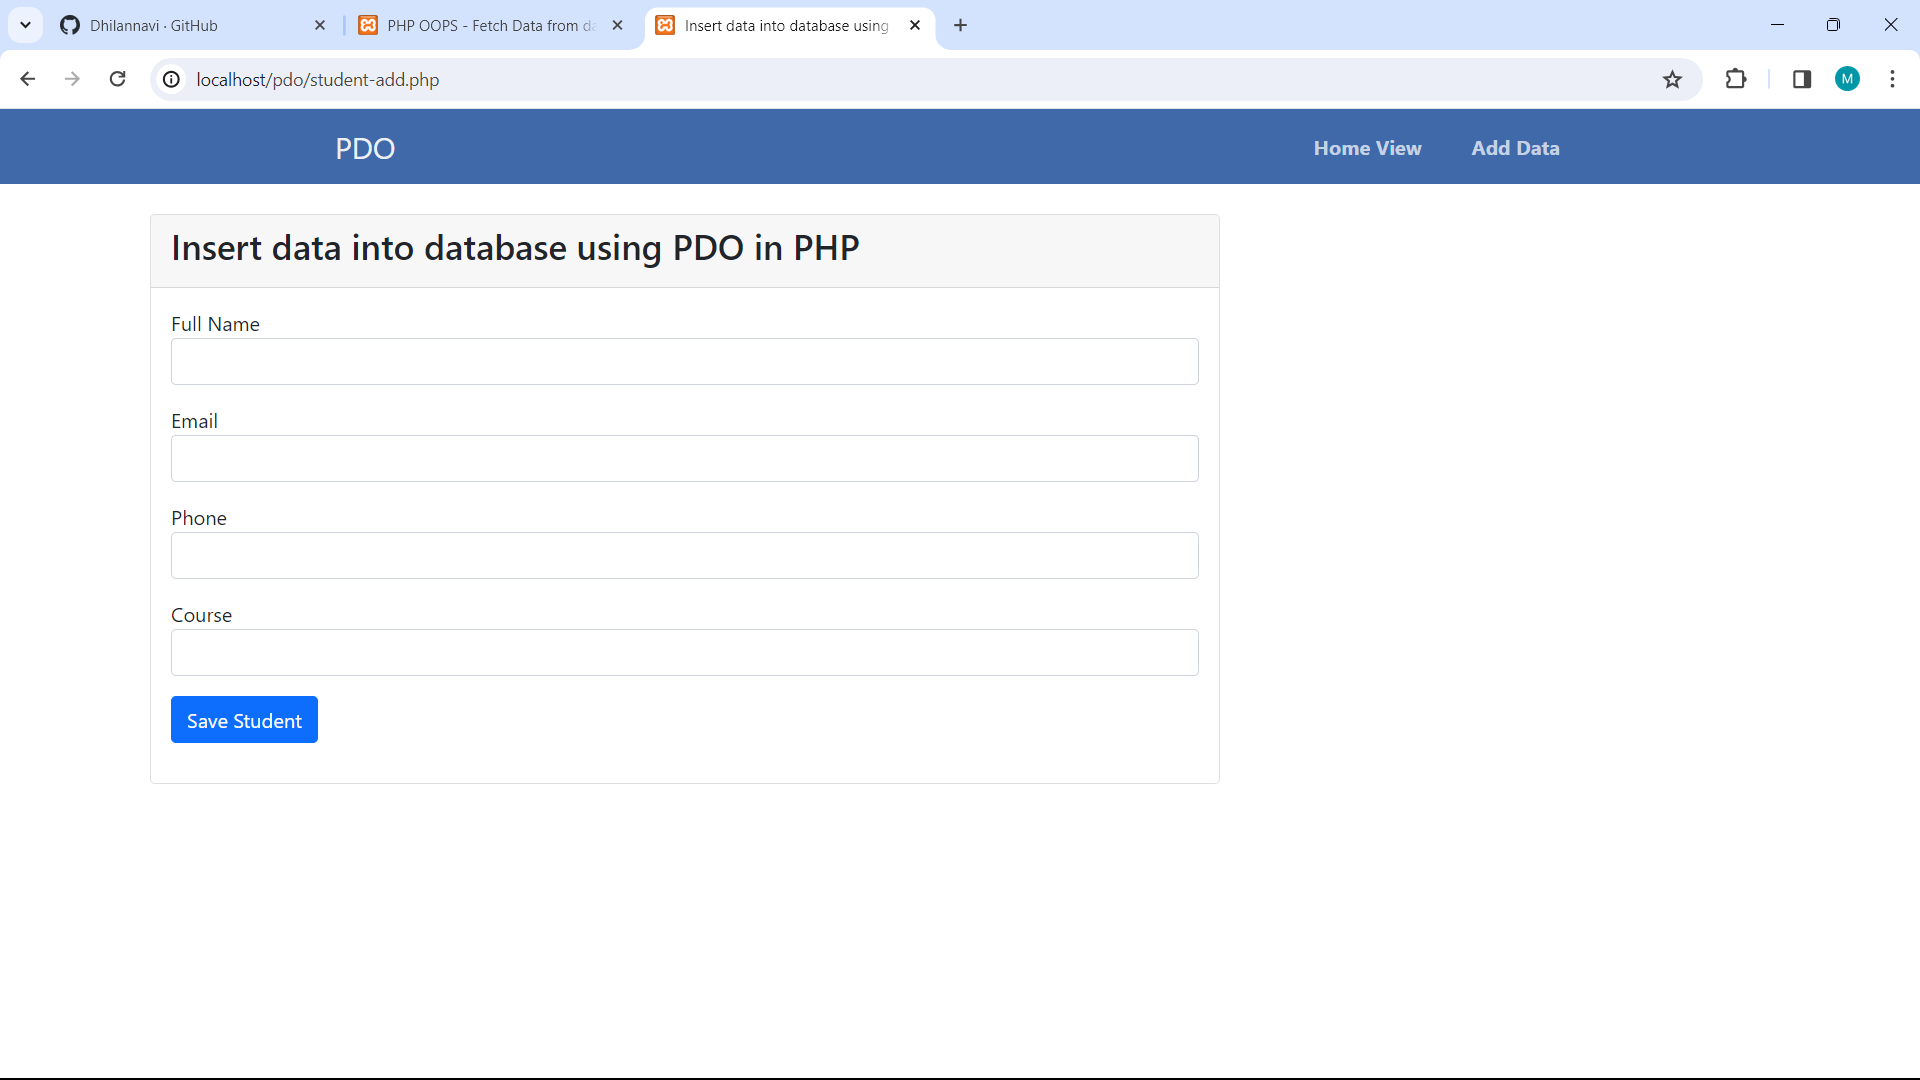 Dhilannavi · GitHub
PHP OOPS - Fetch Data from da
Insert data into database using
localhost/pdo/student-add.php
M
PDO
Home View
Add Data
Insert data into database using PDO in PHP
Full Name
Email
Phone
Course
Save Student